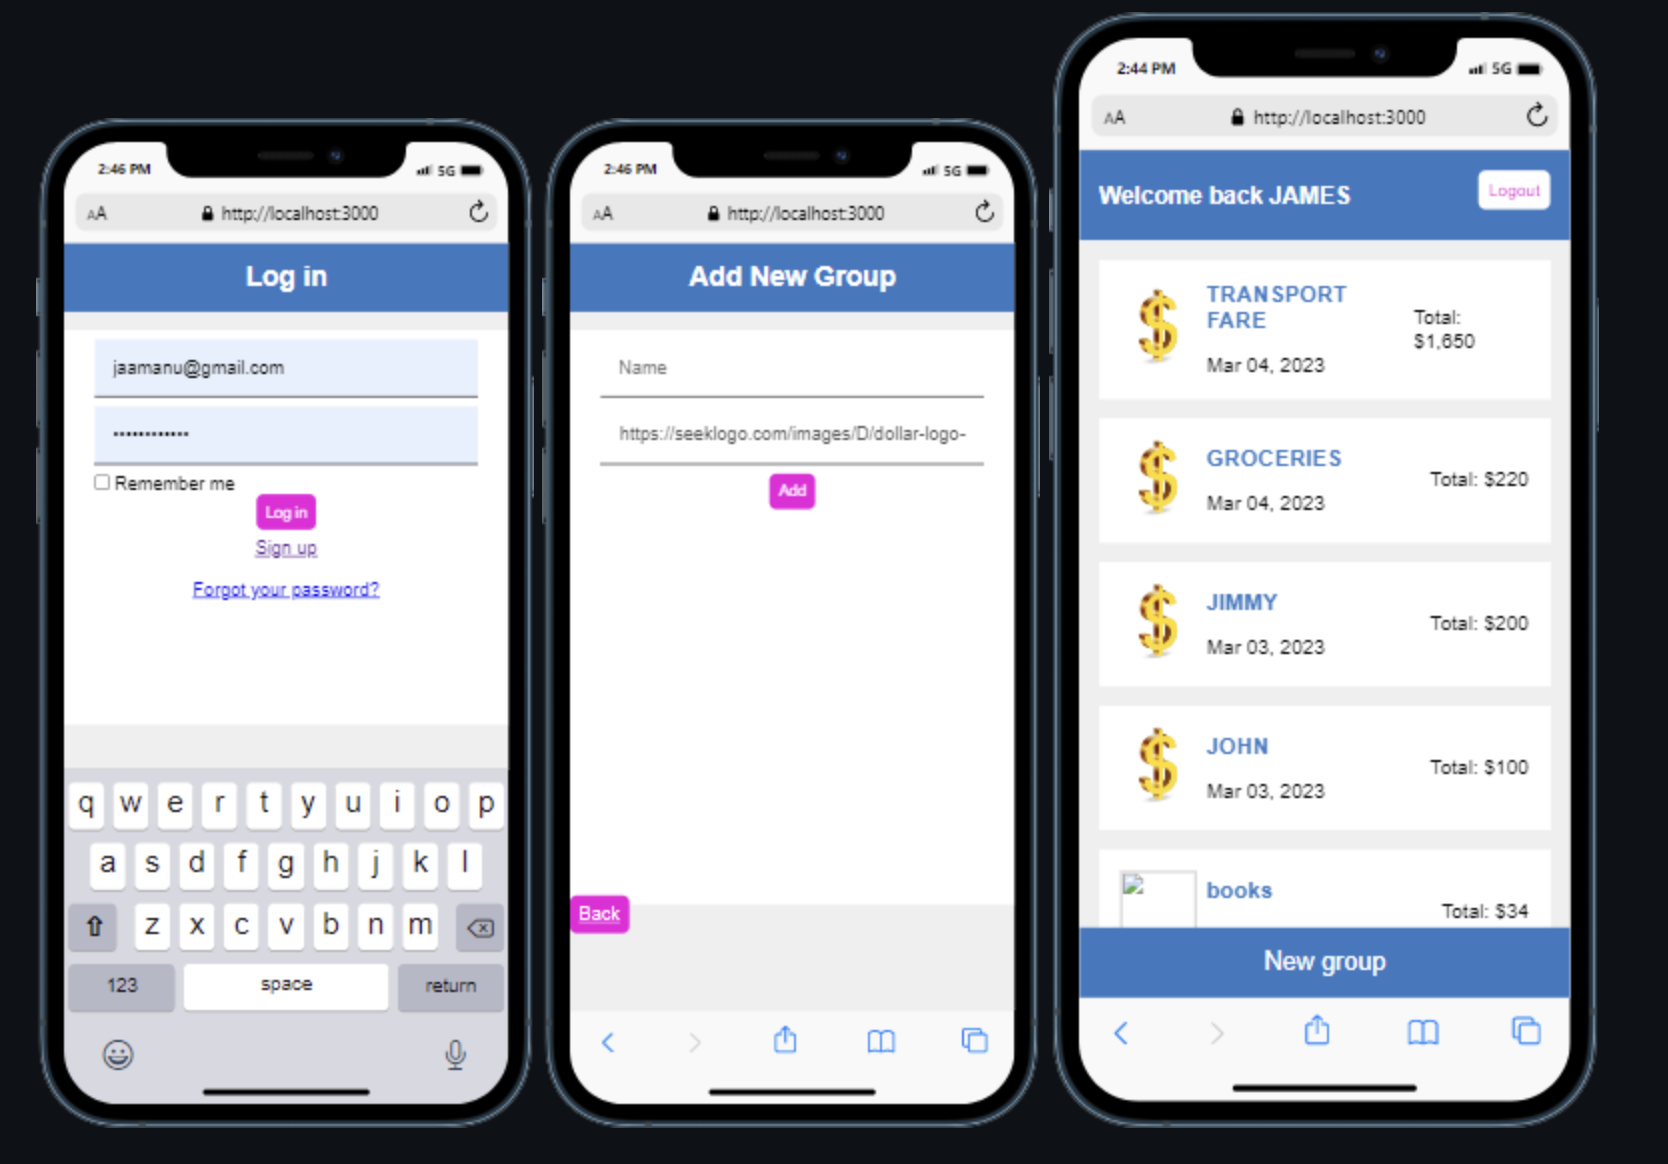 2:46 PM
5G
AA
http://localhost:3000
Log in
jaamanu@gmail.com
Remember me
Log in
Sign up
Forgot your password?
q w e r t y u i o p
a s d f g h j k l
z x c v b n m
123
space
return
2:46 PM
5G
AA
http://localhost:3000
Add New Group
Name
https://seeklogo.com/images/D/dollar-logo-
Add
Back
2:44 PM
5G
AA
http://localhost:3000
Welcome back JAMES
Logout
TRANSPORT
FARE
Mar 04, 2023
Total:
$1,650
GROCERIES
Mar 04, 2023
Total: $220
JIMMY
Mar 03, 2023
Total: $200
JOHN
Mar 03, 2023
Total: $100
books
Total: $34
New group